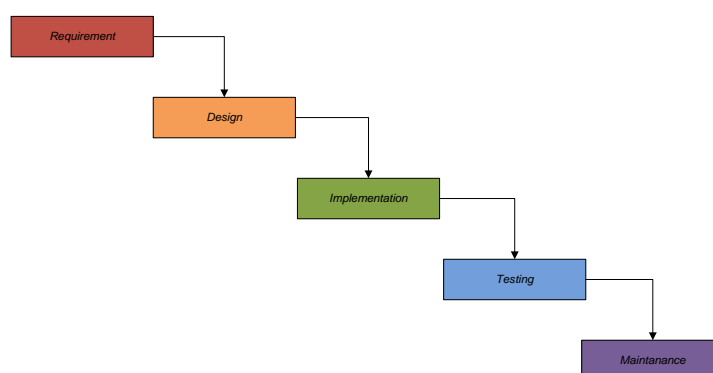 Requirement
Design
Implementation
Testing
Maintanance